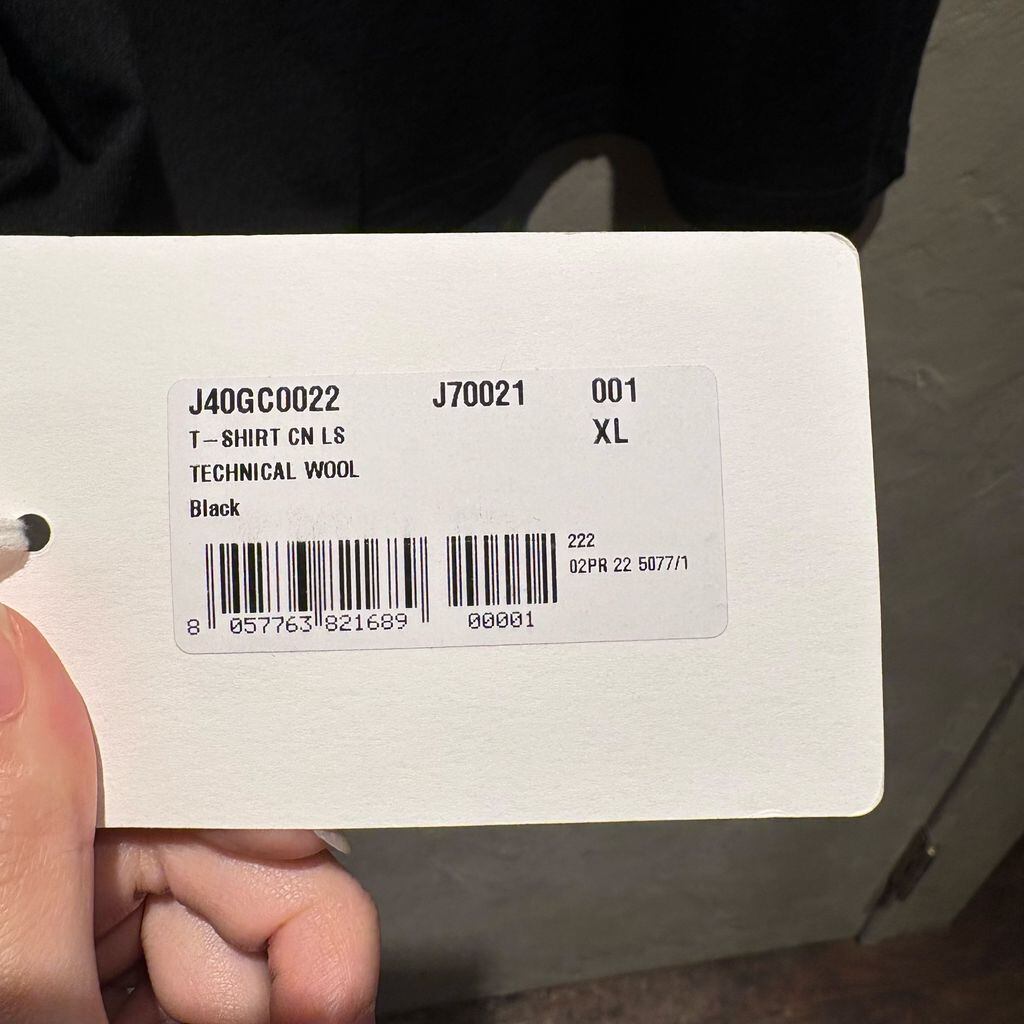 J40GC0022 J70021 001
T-SHIRT CN LS XL
TECHNICAL WOOL
Black
222
02PR 22 5077/1
8 057763 821689 00001